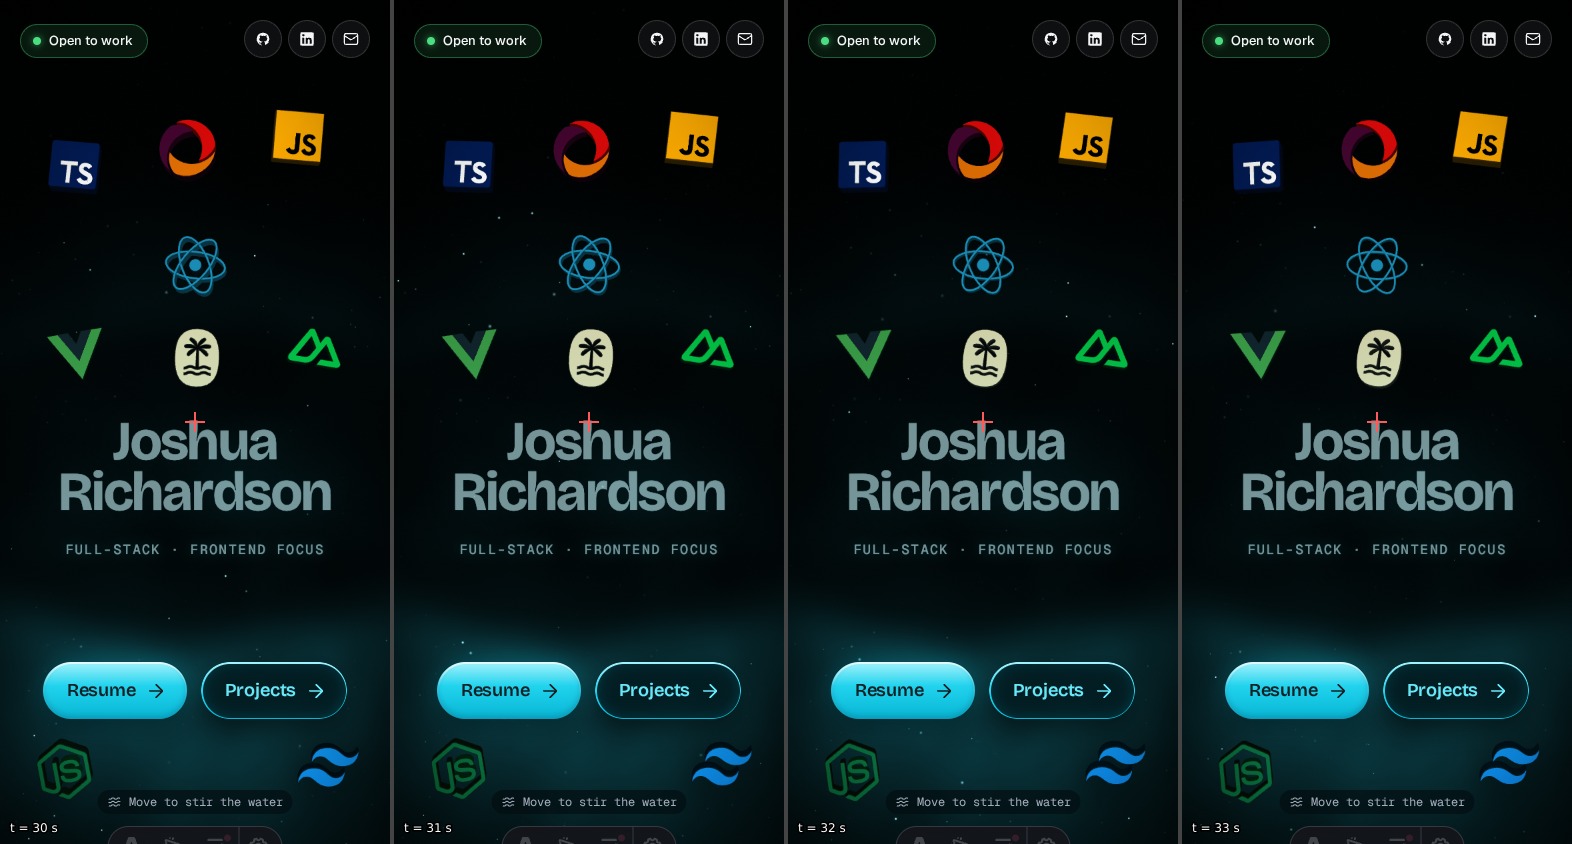 Open to work
TS
JS
Joshua
Richardson
FULL-STACK · FRONTEND FOCUS
Resume → Projects →
JS
Move to stir the water
t = 30 s
Open to work
TS
JS
Joshua
Richardson
FULL-STACK · FRONTEND FOCUS
Resume → Projects →
JS
Move to stir the water
t = 31 s
Open to work
TS
JS
Joshua
Richardson
FULL-STACK · FRONTEND FOCUS
Resume → Projects →
JS
Move to stir the water
t = 32 s
Open to work
TS
JS
Joshua
Richardson
FULL-STACK · FRONTEND FOCUS
Resume → Projects →
JS
Move to stir the water
t = 33 s